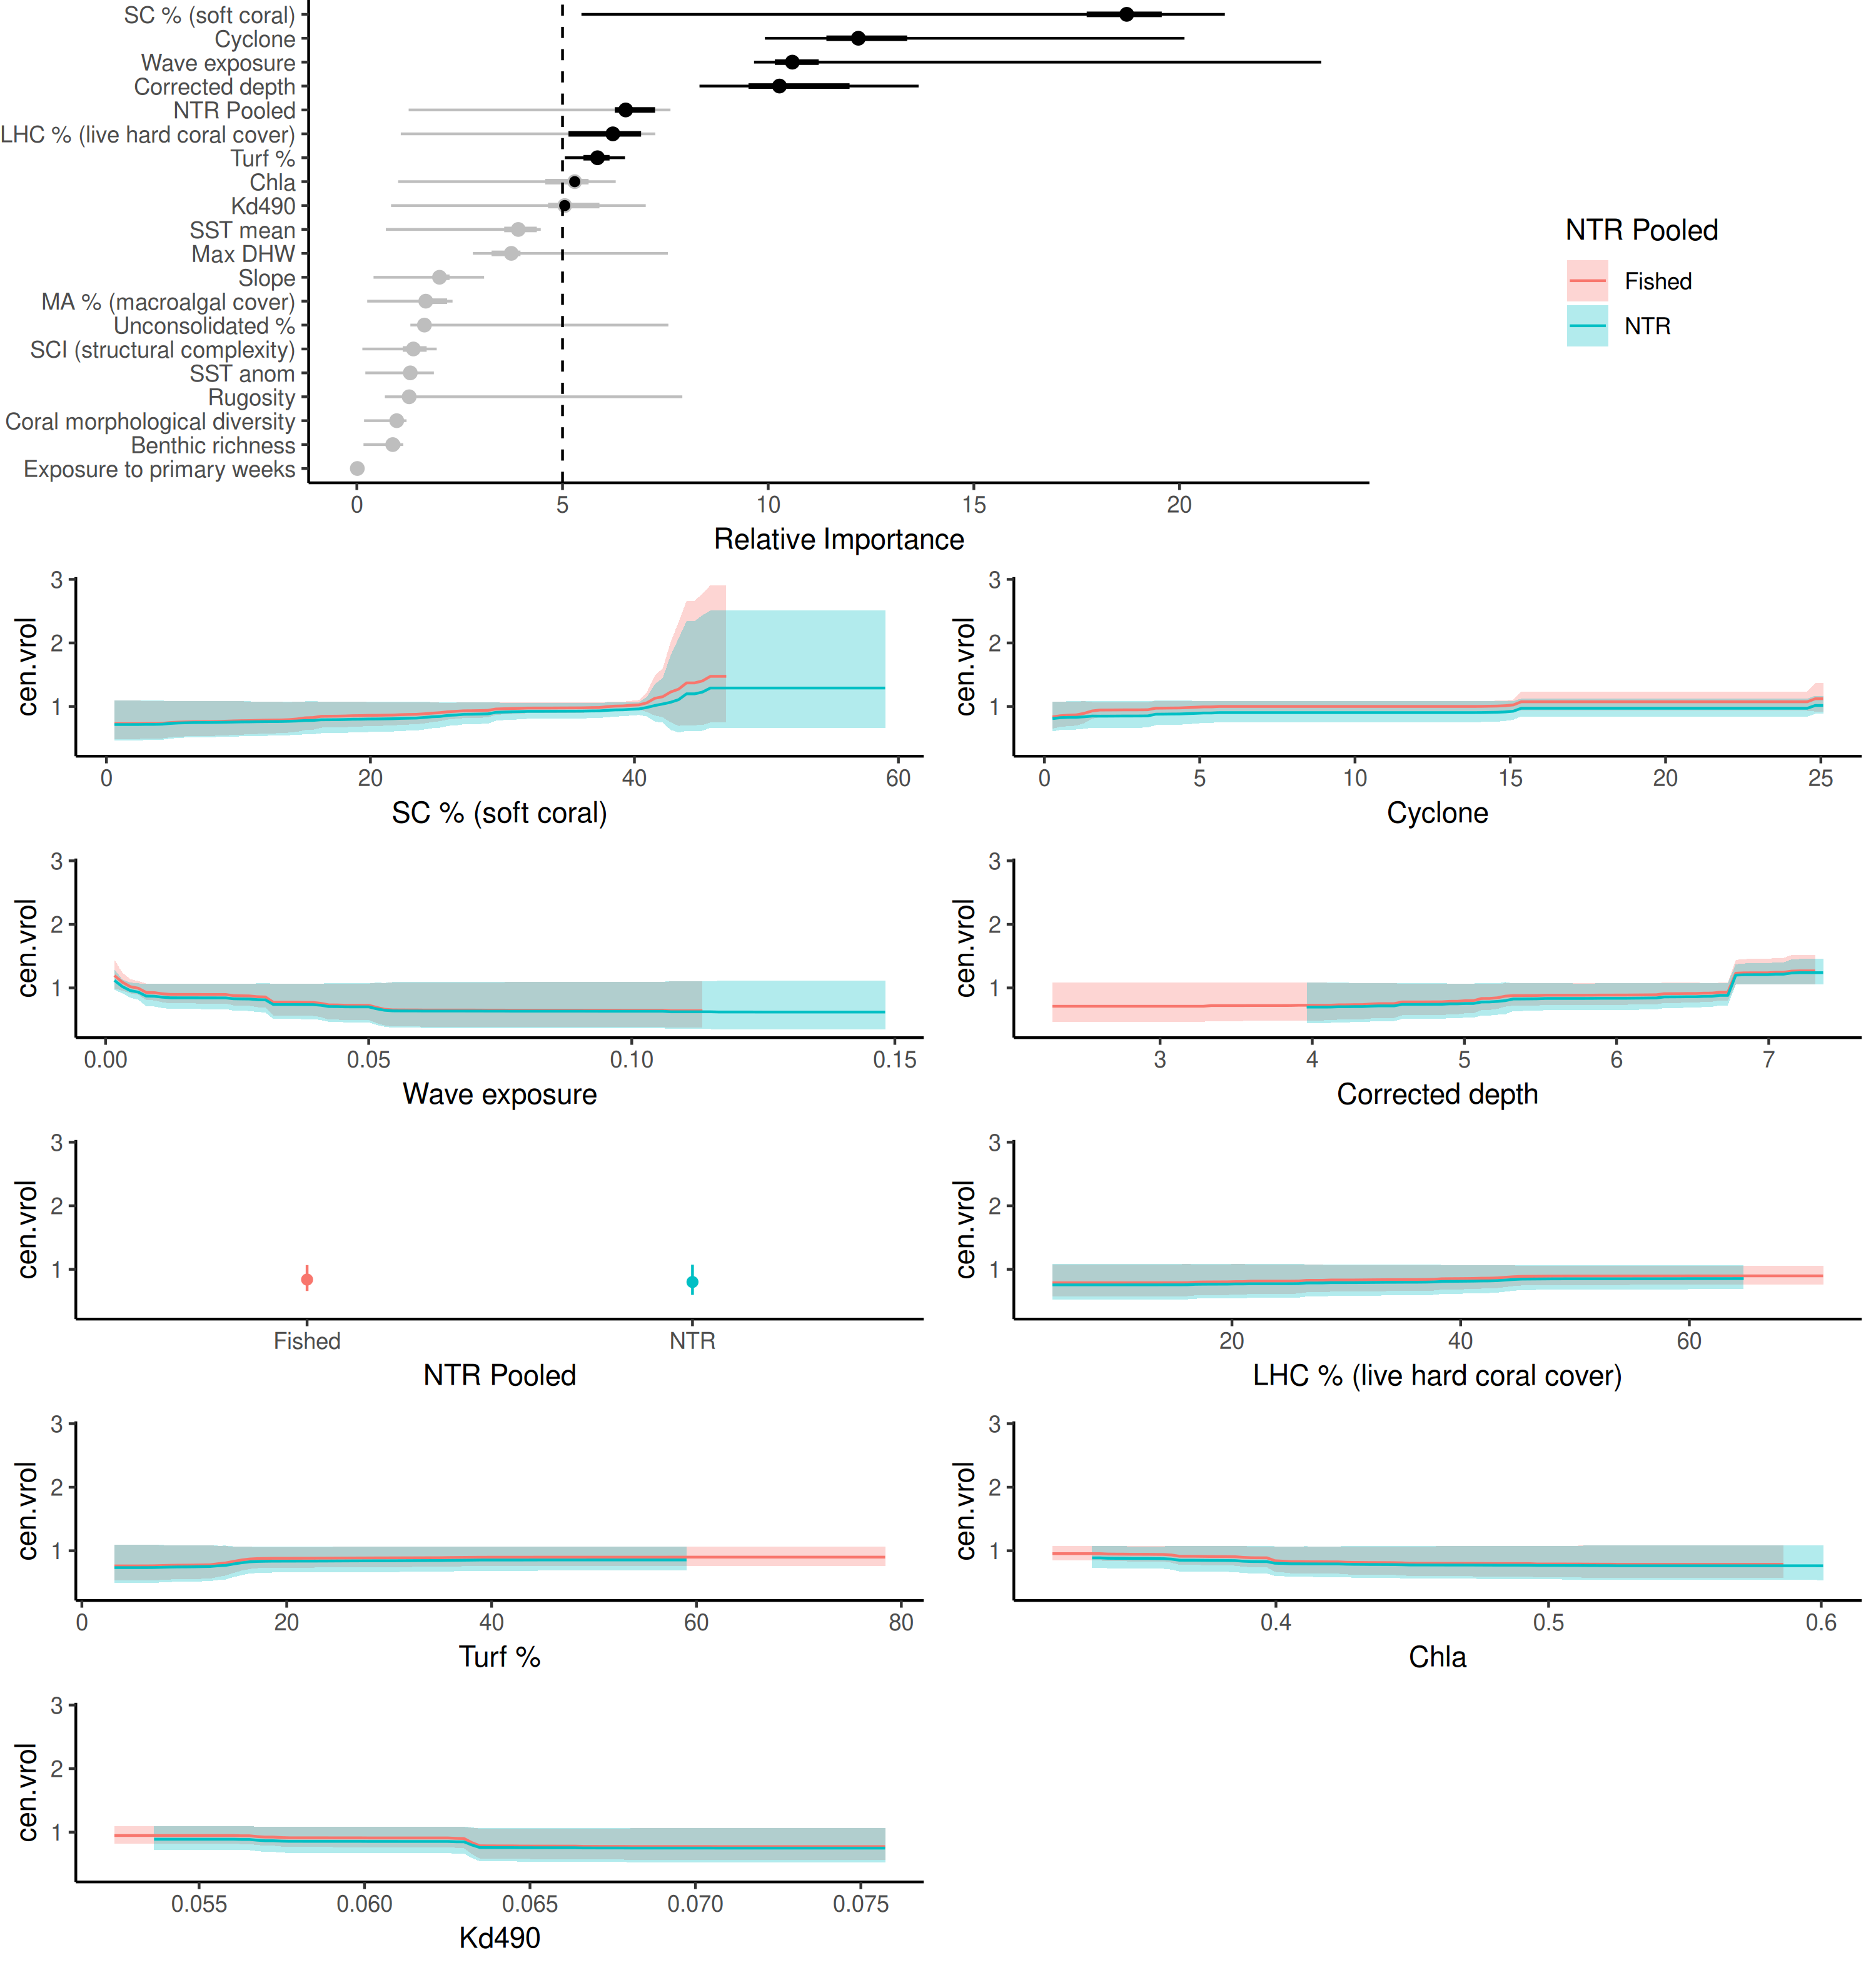 SC % (soft coral)
Cyclone
Wave exposure
Corrected depth
NTR Pooled
LHC % (live hard coral cover)
Turf %
Chla
Kd490
SST mean
Max DHW
Slope
MA % (macroalgal cover)
Unconsolidated %
SCI (structural complexity)
SST anom
Rugosity
Coral morphological diversity
Benthic richness
Exposure to primary weeks
0 5 10 15 20
Relative Importance
NTR Pooled
Fished
NTR
cen.vrol
3
2
1
0 20 40 60
SC % (soft coral)
cen.vrol
3
2
1
0 5 10 15 20 25
Cyclone
cen.vrol
3
2
1
0.00 0.05 0.10 0.15
Wave exposure
cen.vrol
3
2
1
3 4 5 6 7
Corrected depth
cen.vrol
3
2
1
Fished NTR
NTR Pooled
cen.vrol
3
2
1
20 40 60
LHC % (live hard coral cover)
cen.vrol
3
2
1
0 20 40 60 80
Turf %
cen.vrol
3
2
1
0.4 0.5 0.6
Chla
cen.vrol
3
2
1
0.055 0.060 0.065 0.070 0.075
Kd490